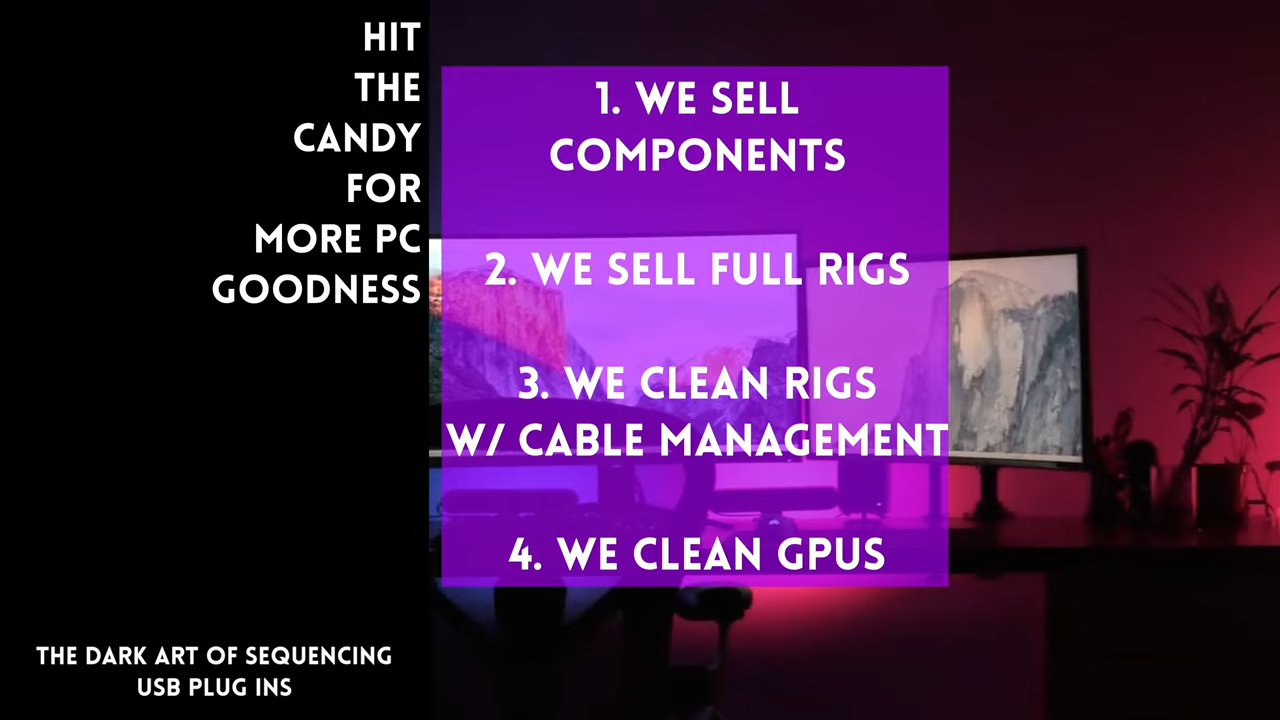 HIT
THE
CANDY
FOR
MORE PC
GOODNESS
1. WE SELL
COMPONENTS
2. WE SELL FULL RIGS
3. WE CLEAN RIGS
W/ CABLE MANAGEMENT
4. WE CLEAN GPUS
THE DARK ART OF SEQUENCING
USB PLUG INS